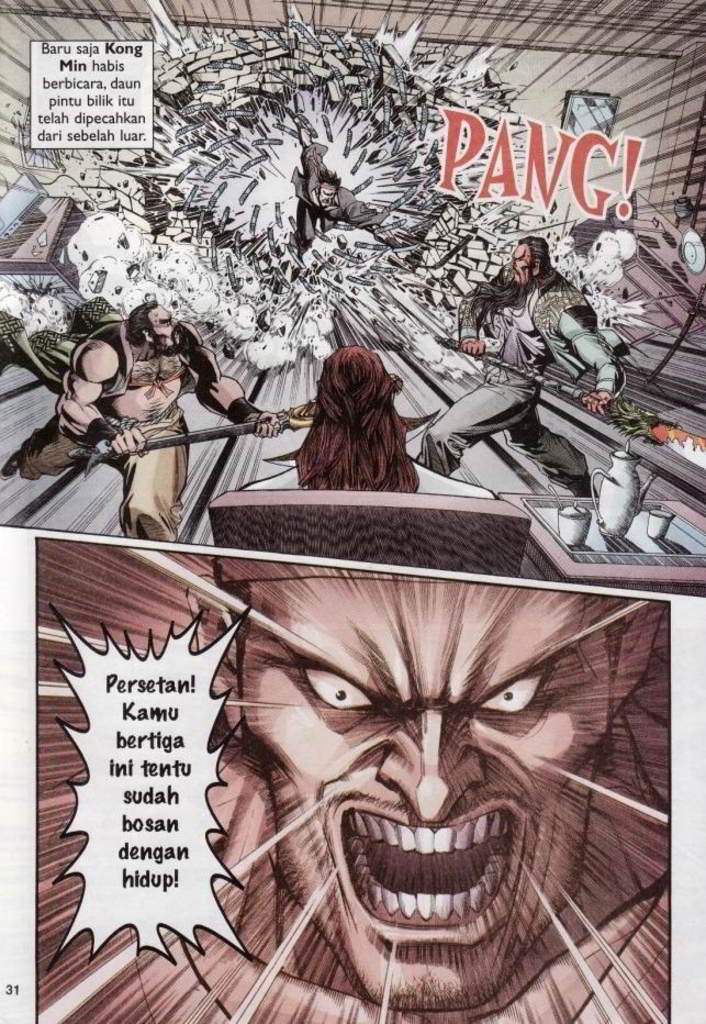 Baru saja Kong
Min habis
berbicara, daun
pintu bilik itu
telah dipecahkan
dari sebelah luar.
PANG!
Persetan!
Kamu
bertiga
ini tentu
sudah
bosan
dengan
hidup!
31